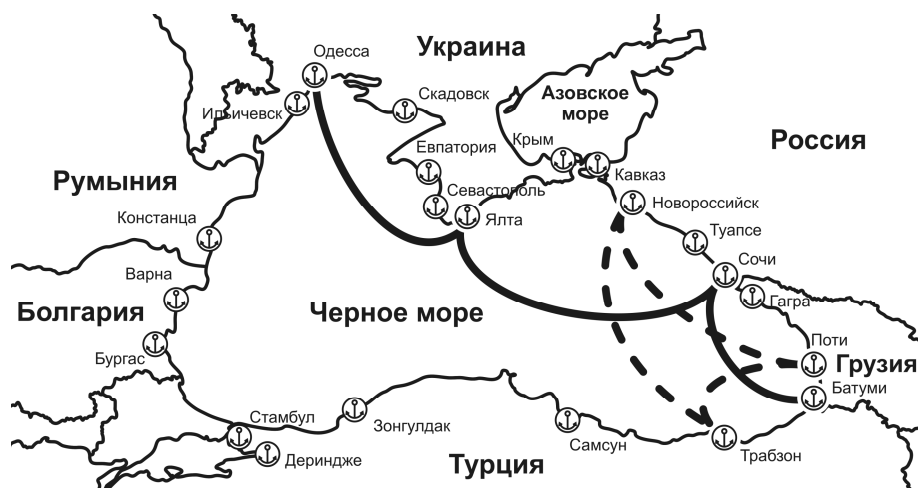 Одесса
Украина
Скадовск
Ильичевск
Азовское
море
Крым
Россия
Евпатория
Кавказ
Румыния
Севастополь
Новороссийск
Констанца
Ялта
Туапсе
Сочи
Варна
Гагра
Болгария
Черное море
Поти
Бургас
Грузия
Батуми
Стамбул
Зонгулдак
Самсун
Трабзон
Дериндже
Турция